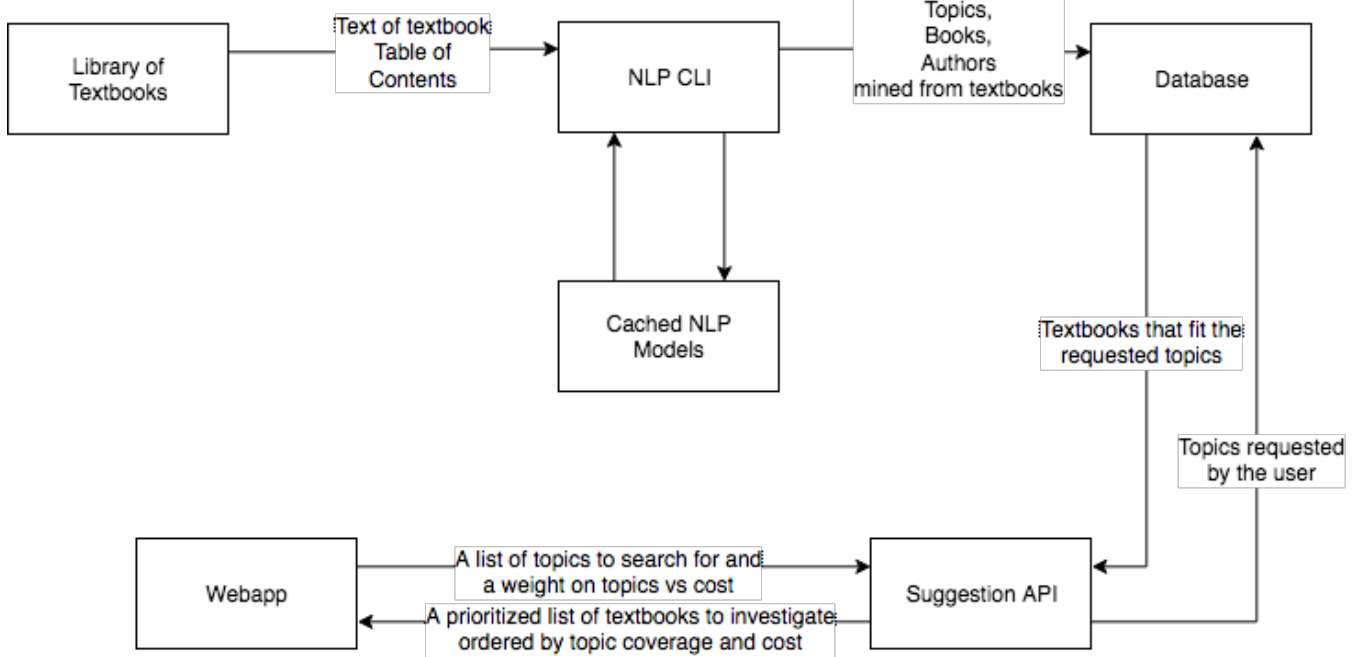 Library of
Textbooks
Text of textbook
Table of
Contents
NLP CLI
Topics,
Books,
Authors
mined from textbooks
Database
Cached NLP
Models
Textbooks that fit the
requested topics
Topics requested
by the user
Webapp
A list of topics to search for and
a weight on topics vs cost
A prioritized list of textbooks to investigate
ordered by topic coverage and cost
Suggestion API